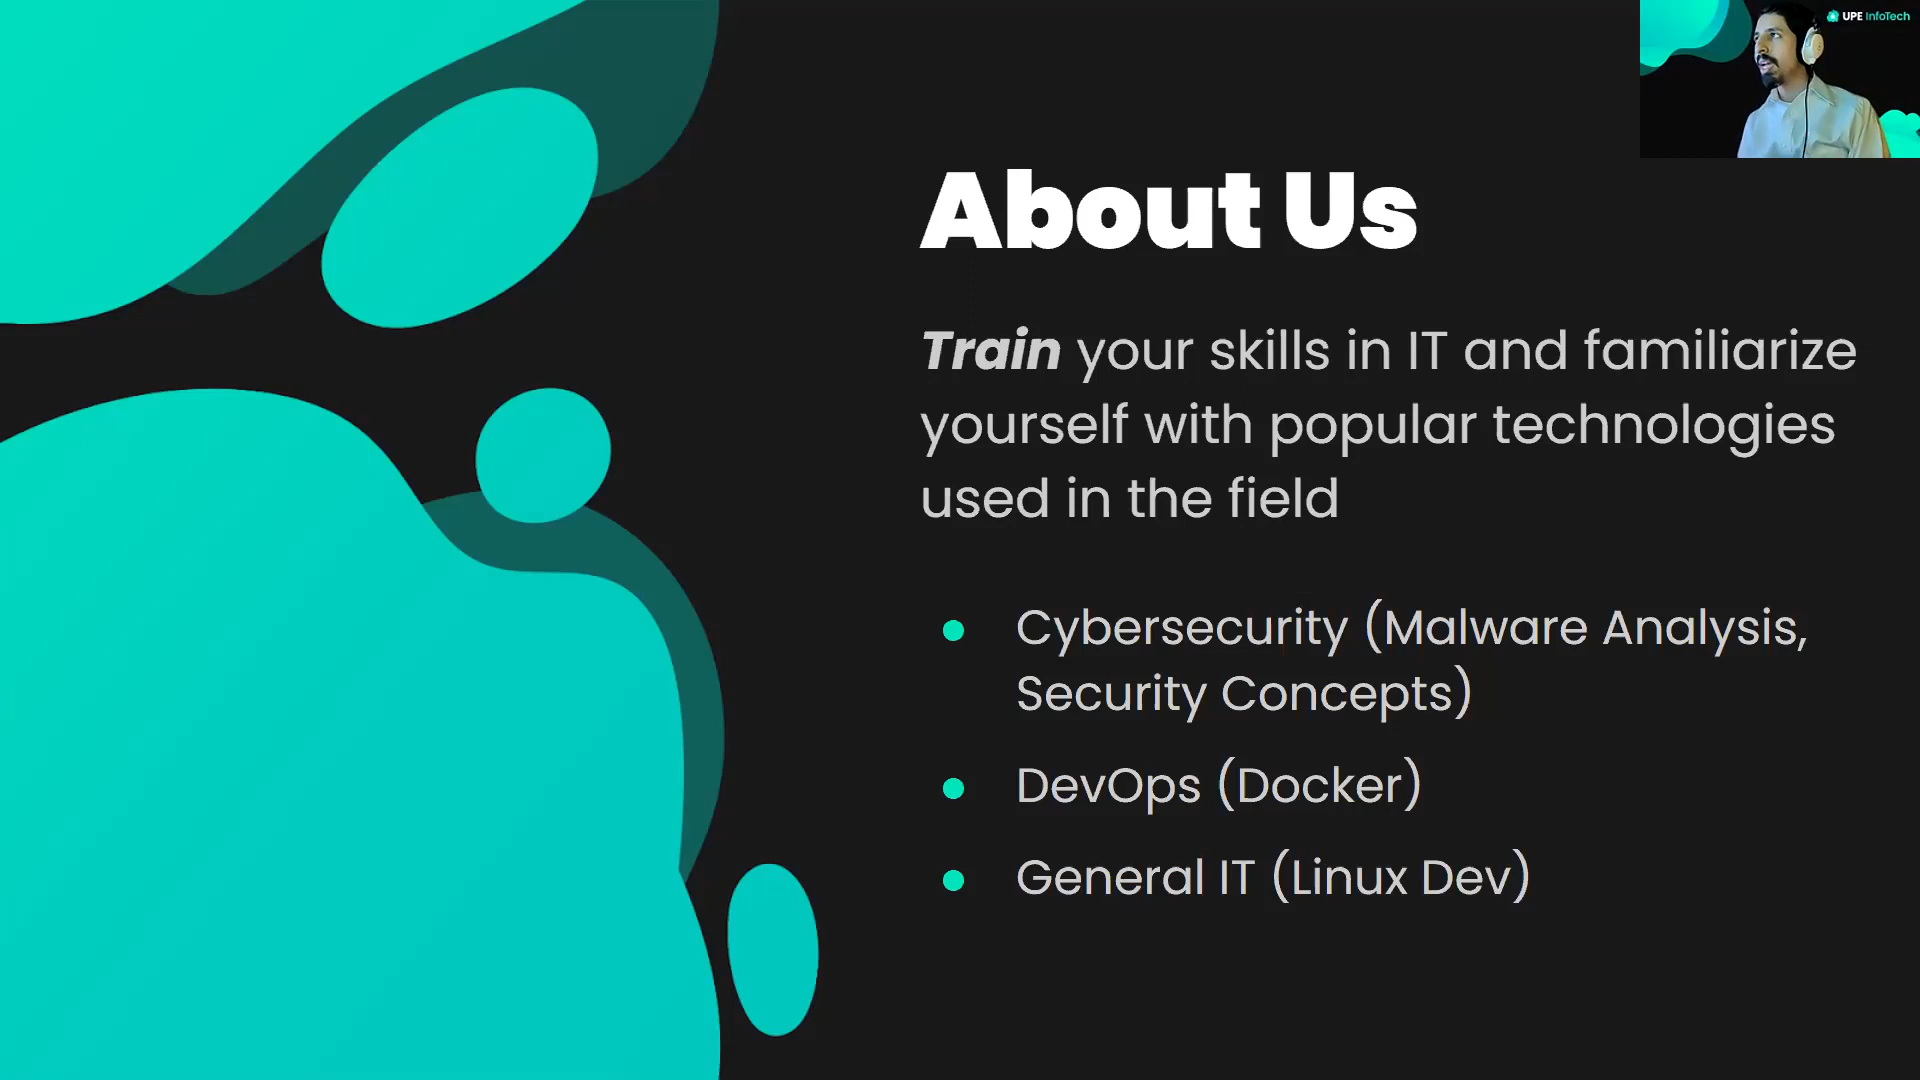 UPE InfoTech
About Us
Train your skills in IT and familiarize
yourself with popular technologies
used in the field
● Cybersecurity (Malware Analysis,
Security Concepts)
● DevOps (Docker)
● General IT (Linux Dev)